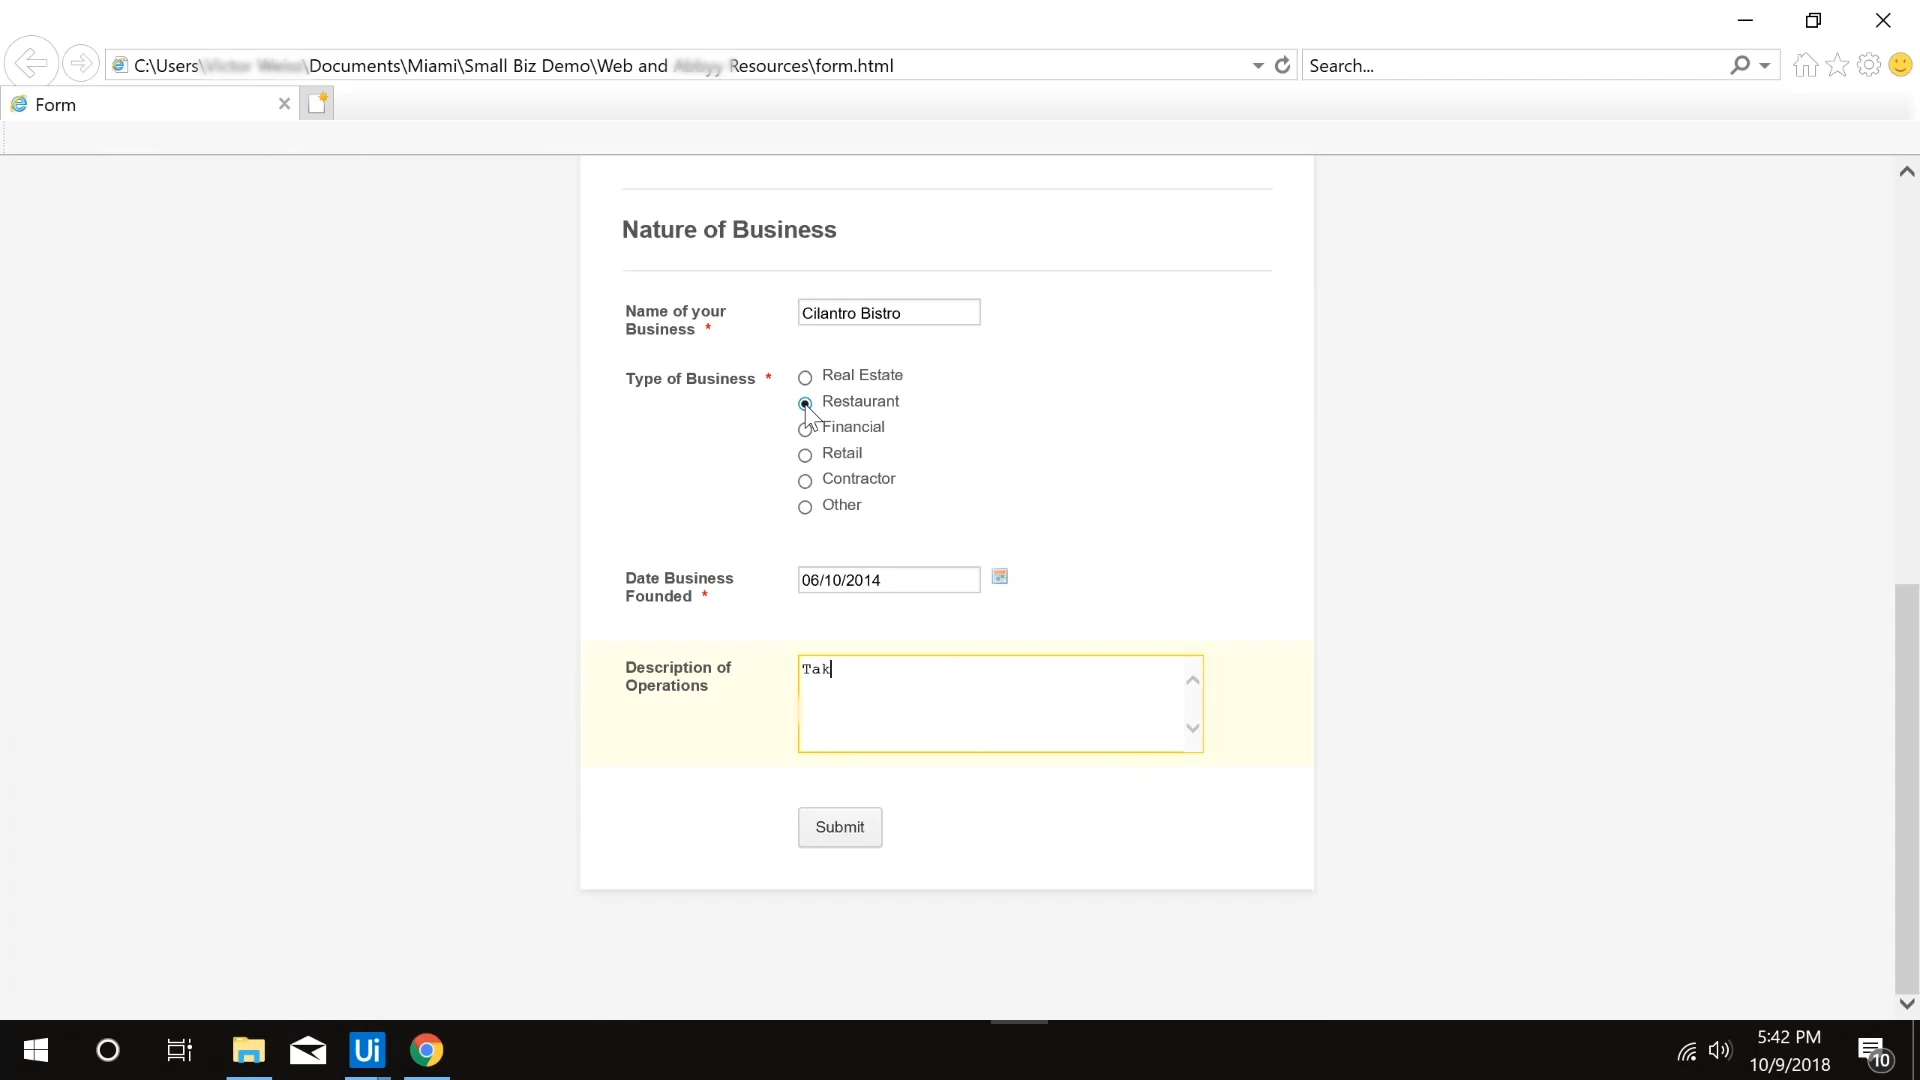 C:\Users\ \Documents\Miami\Small Biz Demo\Web and Resources\form.html
Search...
Form
Nature of Business
Name of your
Business *
Cilantro Bistro
Type of Business *
Real Estate
Restaurant
Financial
Retail
Contractor
Other
Date Business
Founded *
06/10/2014
Description of
Operations
Tak
Submit
Ui
5:42 PM
10/9/2018
10